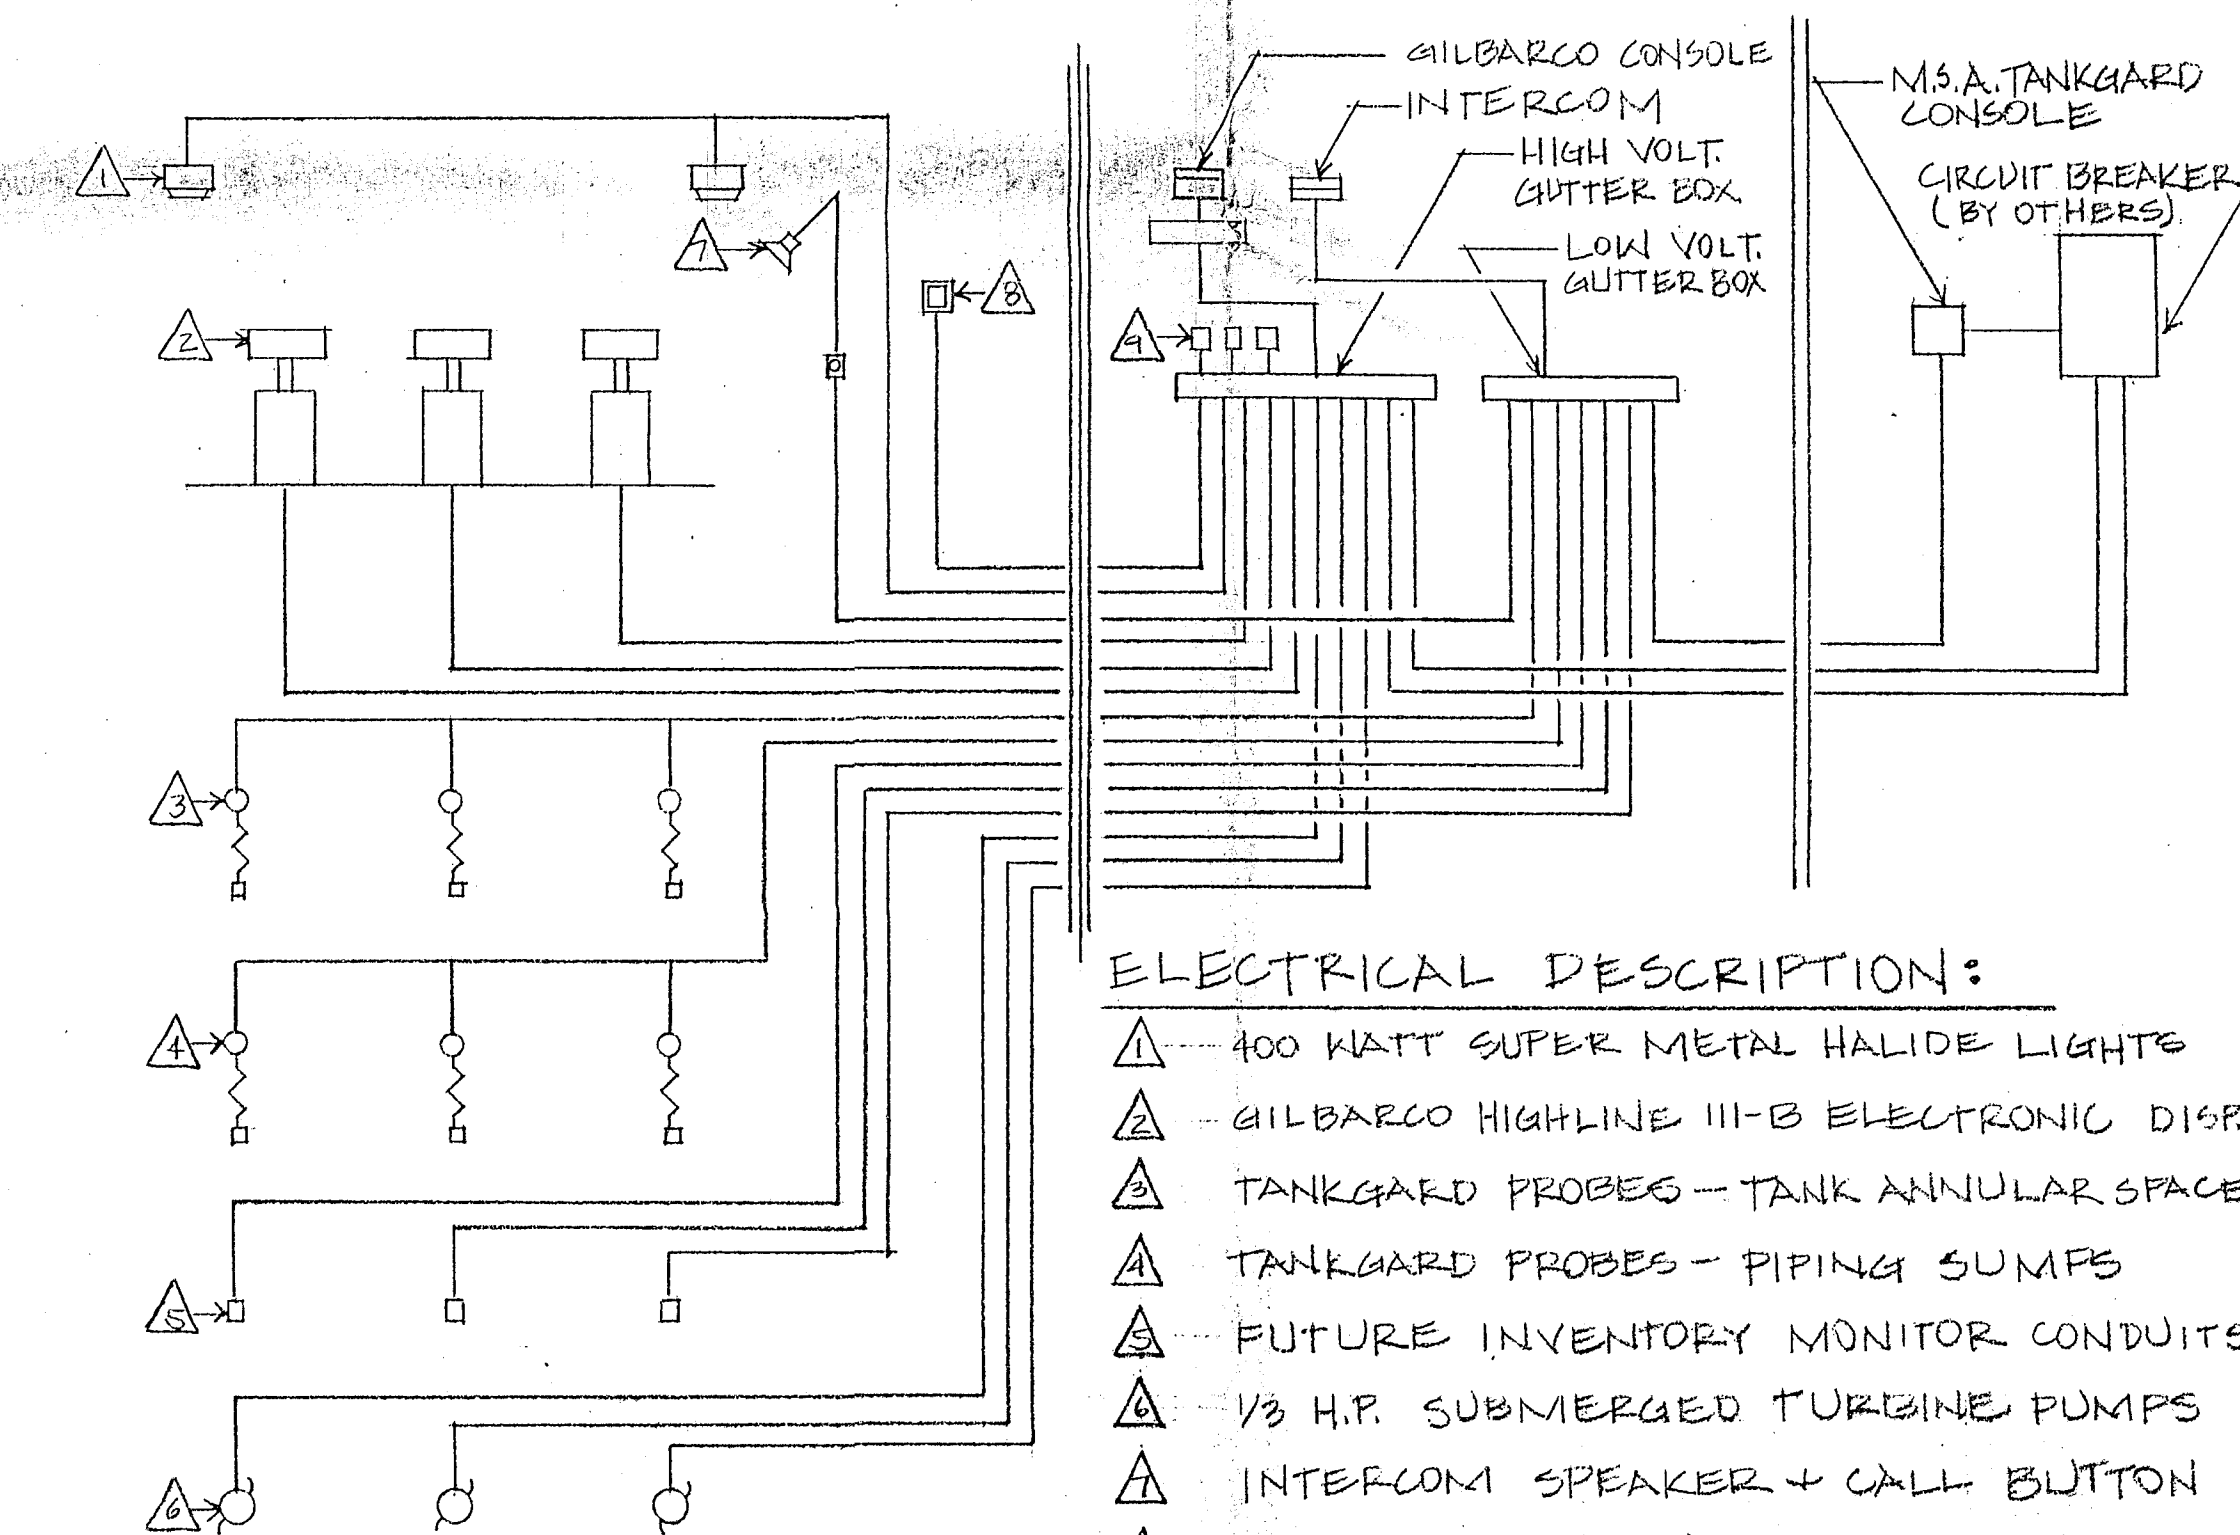 GILBARCO CONSOLE
INTERCOM
HIGH VOLT.
GUTTER BOX
LOW VOLT.
GUTTER BOX
M.S.A. TANKGARD
CONSOLE
CIRCUIT BREAKER
(BY OTHERS).
1
7
8
2
9
3
4
5
6
ELECTRICAL DESCRIPTION:
1 400 WATT SUPER METAL HALIDE LIGHTS
2 GILBARCO HIGHLINE III-B ELECTRONIC DISP
3 TANKGARD PROBES - TANK ANNULAR SPACE
4 TANKGARD PROBES - PIPING SUMPS
5 FUTURE INVENTORY MONITOR CONDUITS
6 1/3 H.P. SUBMERGED TURBINE PUMPS
7 INTERCOM SPEAKER + CALL BUTTON